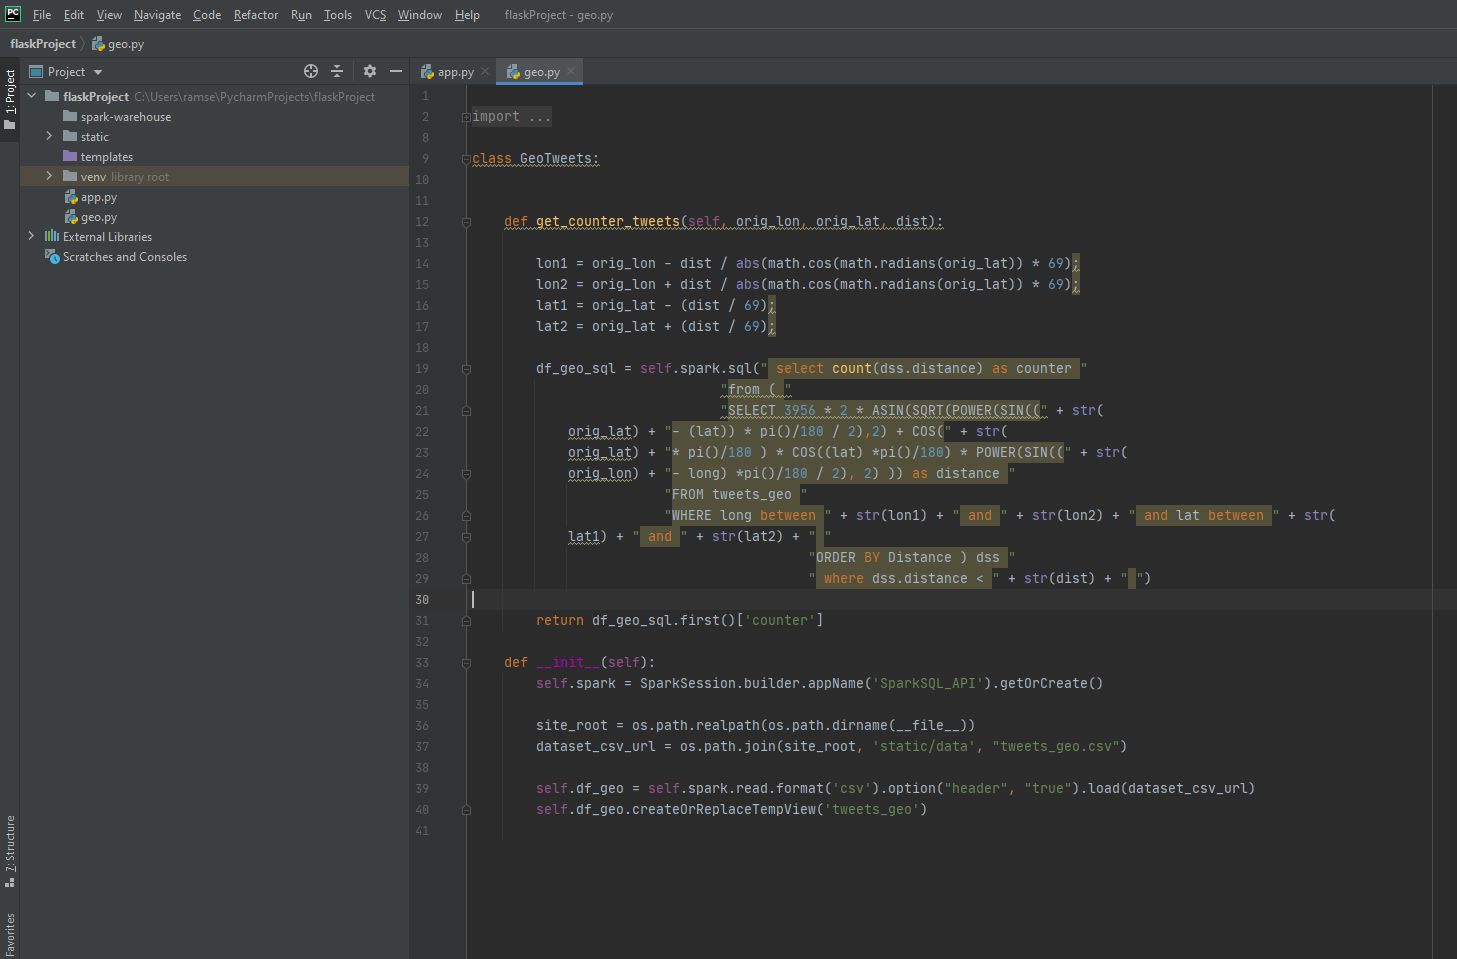 PC File Edit View Navigate Code Refactor Run Tools VCS Window Help flaskProject - geo.py
flaskProject geo.py
1: Project
Project
app.py geo.py
flaskProject C:\Users\ramse\PycharmProjects\flaskProject
spark-warehouse
static
templates
venv library root
app.py
geo.py
External Libraries
Scratches and Consoles
7: Structure
Favorites
1
2 import ...
8
9 class GeoTweets:
10
11
12 def get_counter_tweets(self, orig_lon, orig_lat, dist):
13
14 lon1 = orig_lon - dist / abs(math.cos(math.radians(orig_lat)) * 69);
15 lon2 = orig_lon + dist / abs(math.cos(math.radians(orig_lat)) * 69);
16 lat1 = orig_lat - (dist / 69);
17 lat2 = orig_lat + (dist / 69);
18
19 df_geo_sql = self.spark.sql(" select count(dss.distance) as counter "
20 "from ( "
21 "SELECT 3956 * 2 * ASIN(SQRT(POWER(SIN((" + str(
22 orig_lat) + "- (lat)) * pi()/180 / 2),2) + COS(" + str(
23 orig_lat) + "* pi()/180 ) * COS((lat) *pi()/180) * POWER(SIN((" + str(
24 orig_lon) + "- long) *pi()/180 / 2), 2) )) as distance "
25 "FROM tweets_geo "
26 "WHERE long between " + str(lon1) + " and " + str(lon2) + " and lat between " + str(
27 lat1) + " and " + str(lat2) + " "
28 "ORDER BY Distance ) dss "
29 " where dss.distance < " + str(dist) + " ")
30
31 return df_geo_sql.first()['counter']
32
33 def __init__(self):
34 self.spark = SparkSession.builder.appName('SparkSQL_API').getOrCreate()
35
36 site_root = os.path.realpath(os.path.dirname(__file__))
37 dataset_csv_url = os.path.join(site_root, 'static/data', "tweets_geo.csv")
38
39 self.df_geo = self.spark.read.format('csv').option("header", "true").load(dataset_csv_url)
40 self.df_geo.createOrReplaceTempView('tweets_geo')
41